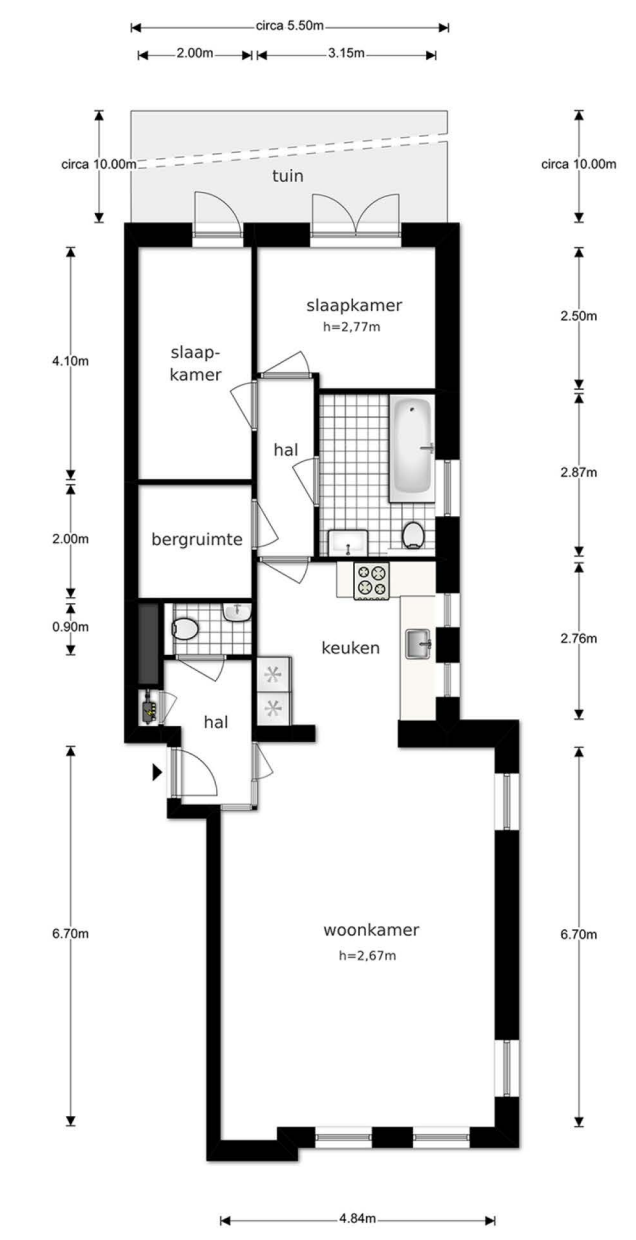 circa 5.50m
2.00m
3.15m
circa 10.00m
circa 10.00m
tuin
slaapkamer
h=2,77m
2.50m
slaap-
kamer
4.10m
hal
2.87m
bergruimte
2.00m
0.90m
keuken
2.76m
hal
woonkamer
h=2,67m
6.70m
6.70m
4.84m